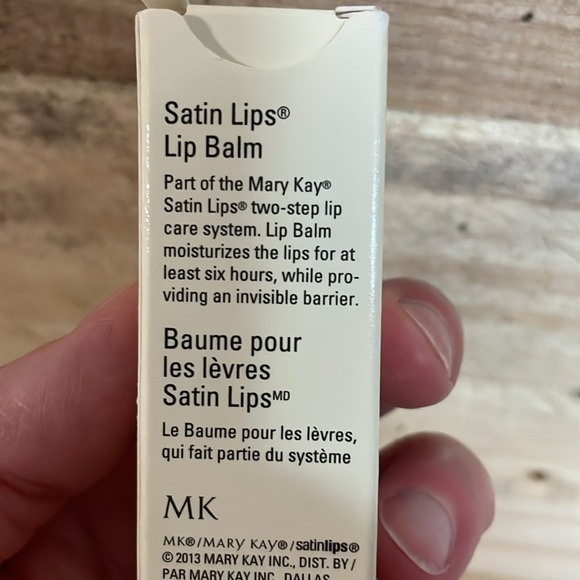 Satin Lips®
Lip Balm
Part of the Mary Kay®
Satin Lips® two-step lip
care system. Lip Balm
moisturizes the lips for at
least six hours, while pro-
viding an invisible barrier.
Baume pour
les lèvres
Satin Lipsᴹᴰ
Le Baume pour les lèvres,
qui fait partie du système
MK
MK®/MARY KAY®/satinlips®
© 2013 MARY KAY INC., DIST. BY/
PAR MARY KAY INC., DALLAS